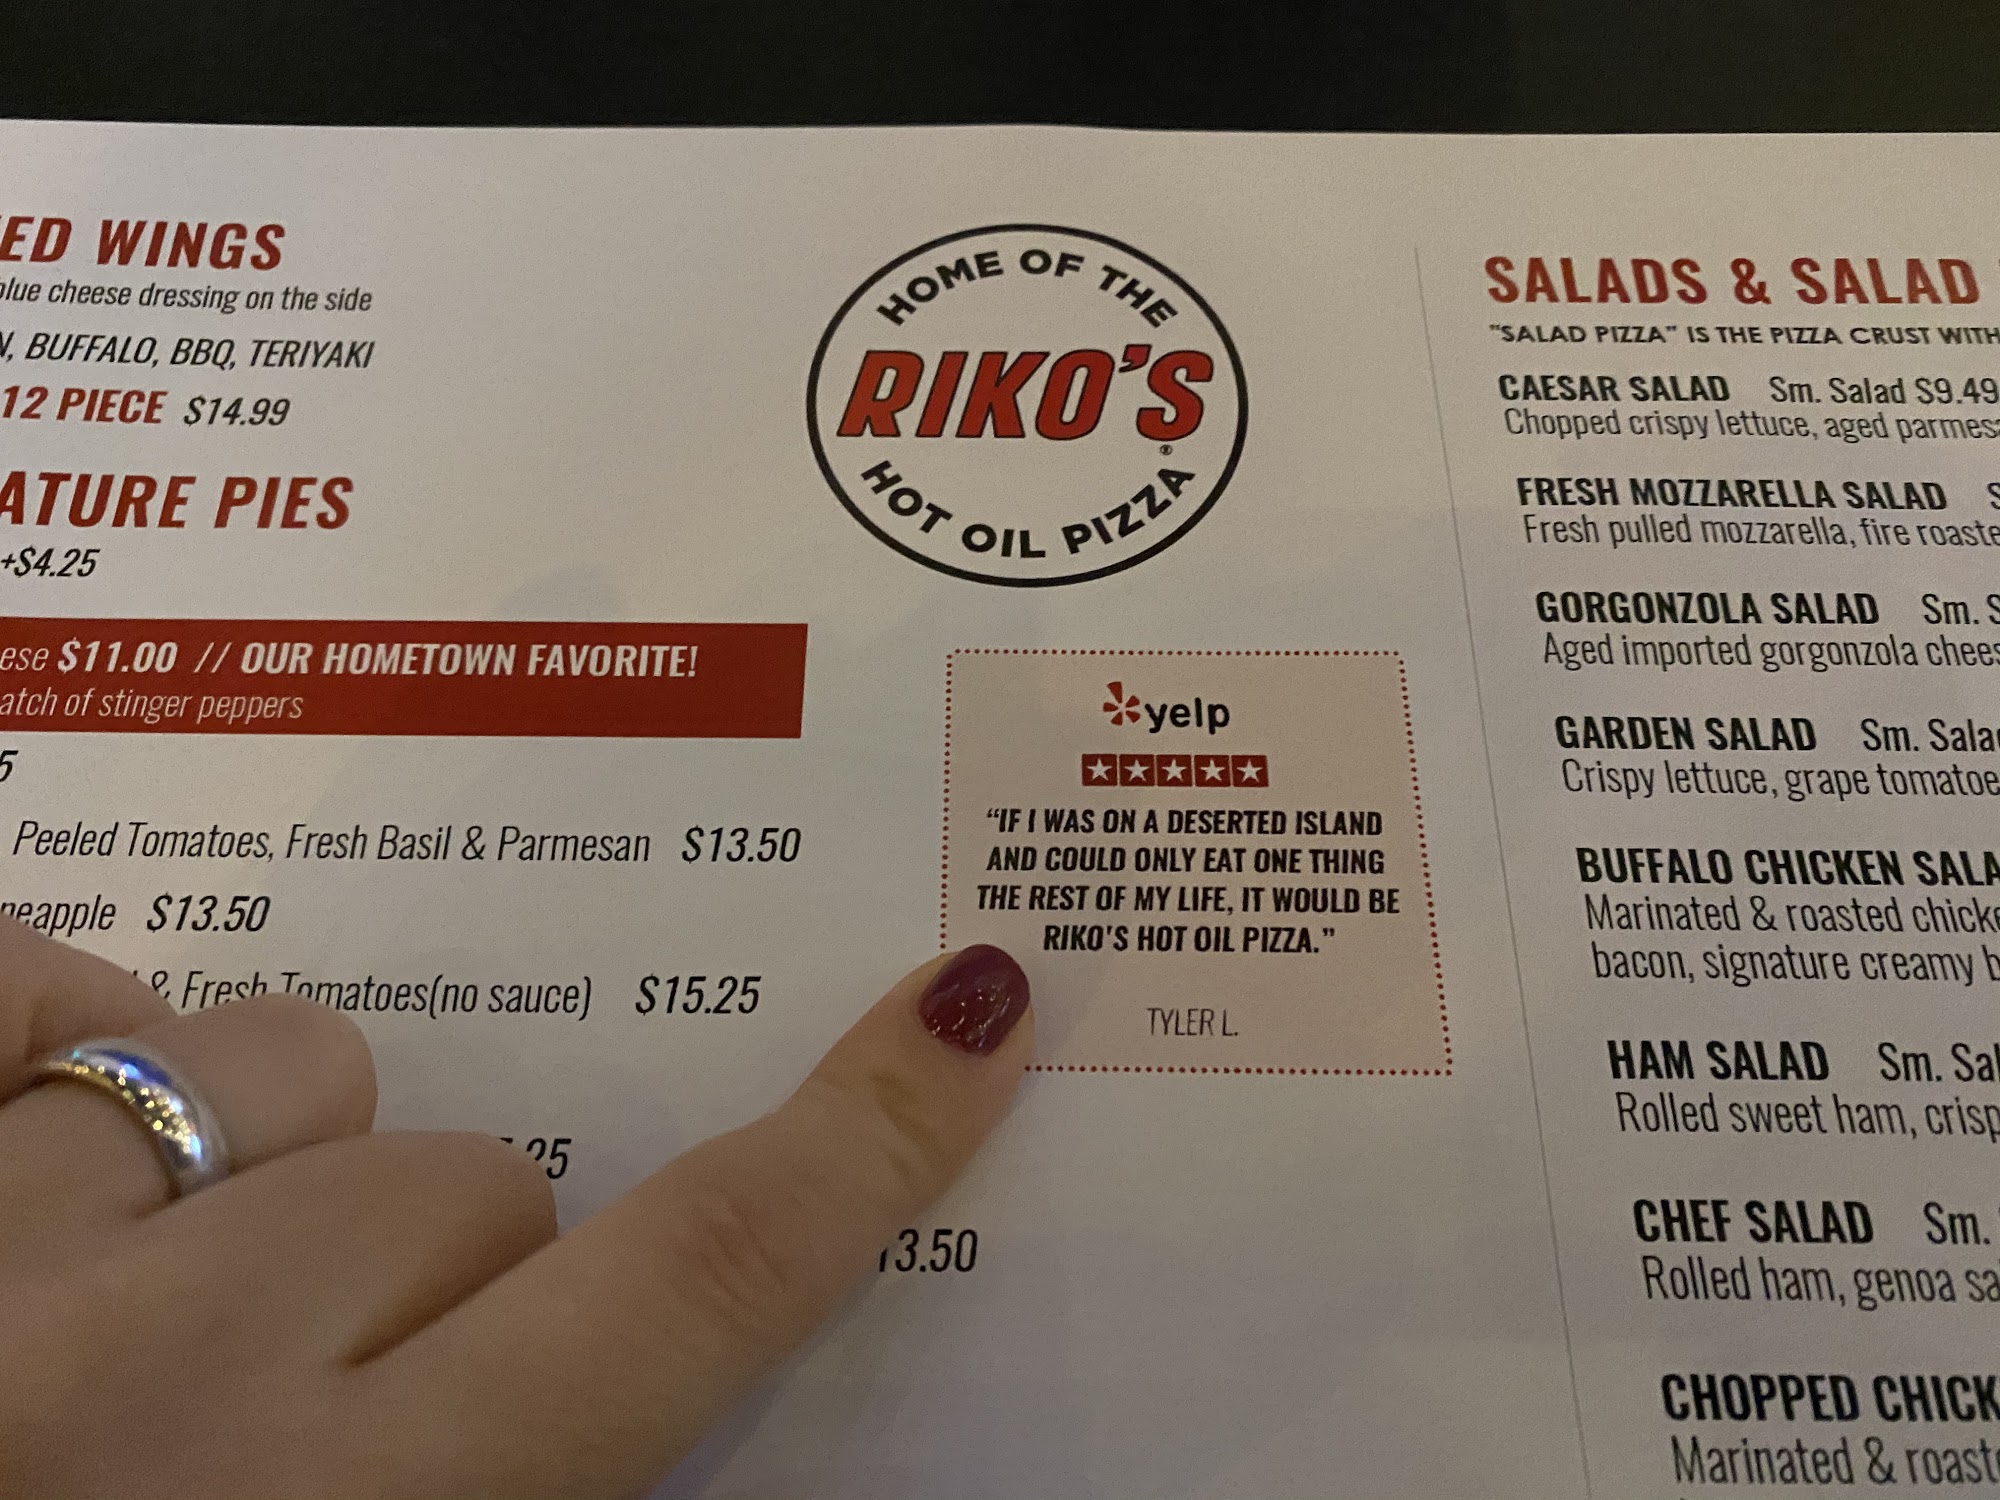 ED WINGS
blue cheese dressing on the side
BUFFALO, BBQ, TERIYAKI
12 PIECE $14.99
ATURE PIES
+$4.25
ese $11.00 // OUR HOMETOWN FAVORITE!
atch of stinger peppers
5
Peeled Tomatoes, Fresh Basil & Parmesan $13.50
neapple $13.50
& Fresh Tomatoes(no sauce) $15.25
.25
13.50
HOME OF THE
RIKO'S®
HOT OIL PIZZA
yelp
“IF I WAS ON A DESERTED ISLAND
AND COULD ONLY EAT ONE THING
THE REST OF MY LIFE, IT WOULD BE
RIKO'S HOT OIL PIZZA.”
TYLER L.
SALADS & SALAD
"SALAD PIZZA" IS THE PIZZA CRUST WITH
CAESAR SALAD Sm. Salad $9.49
Chopped crispy lettuce, aged parmesa
FRESH MOZZARELLA SALAD S
Fresh pulled mozzarella, fire roaste
GORGONZOLA SALAD Sm. S
Aged imported gorgonzola chees
GARDEN SALAD Sm. Sala
Crispy lettuce, grape tomatoe
BUFFALO CHICKEN SALA
Marinated & roasted chicke
bacon, signature creamy b
HAM SALAD Sm. Sal
Rolled sweet ham, crisp
CHEF SALAD Sm.
Rolled ham, genoa sa
CHOPPED CHICK
Marinated & roast